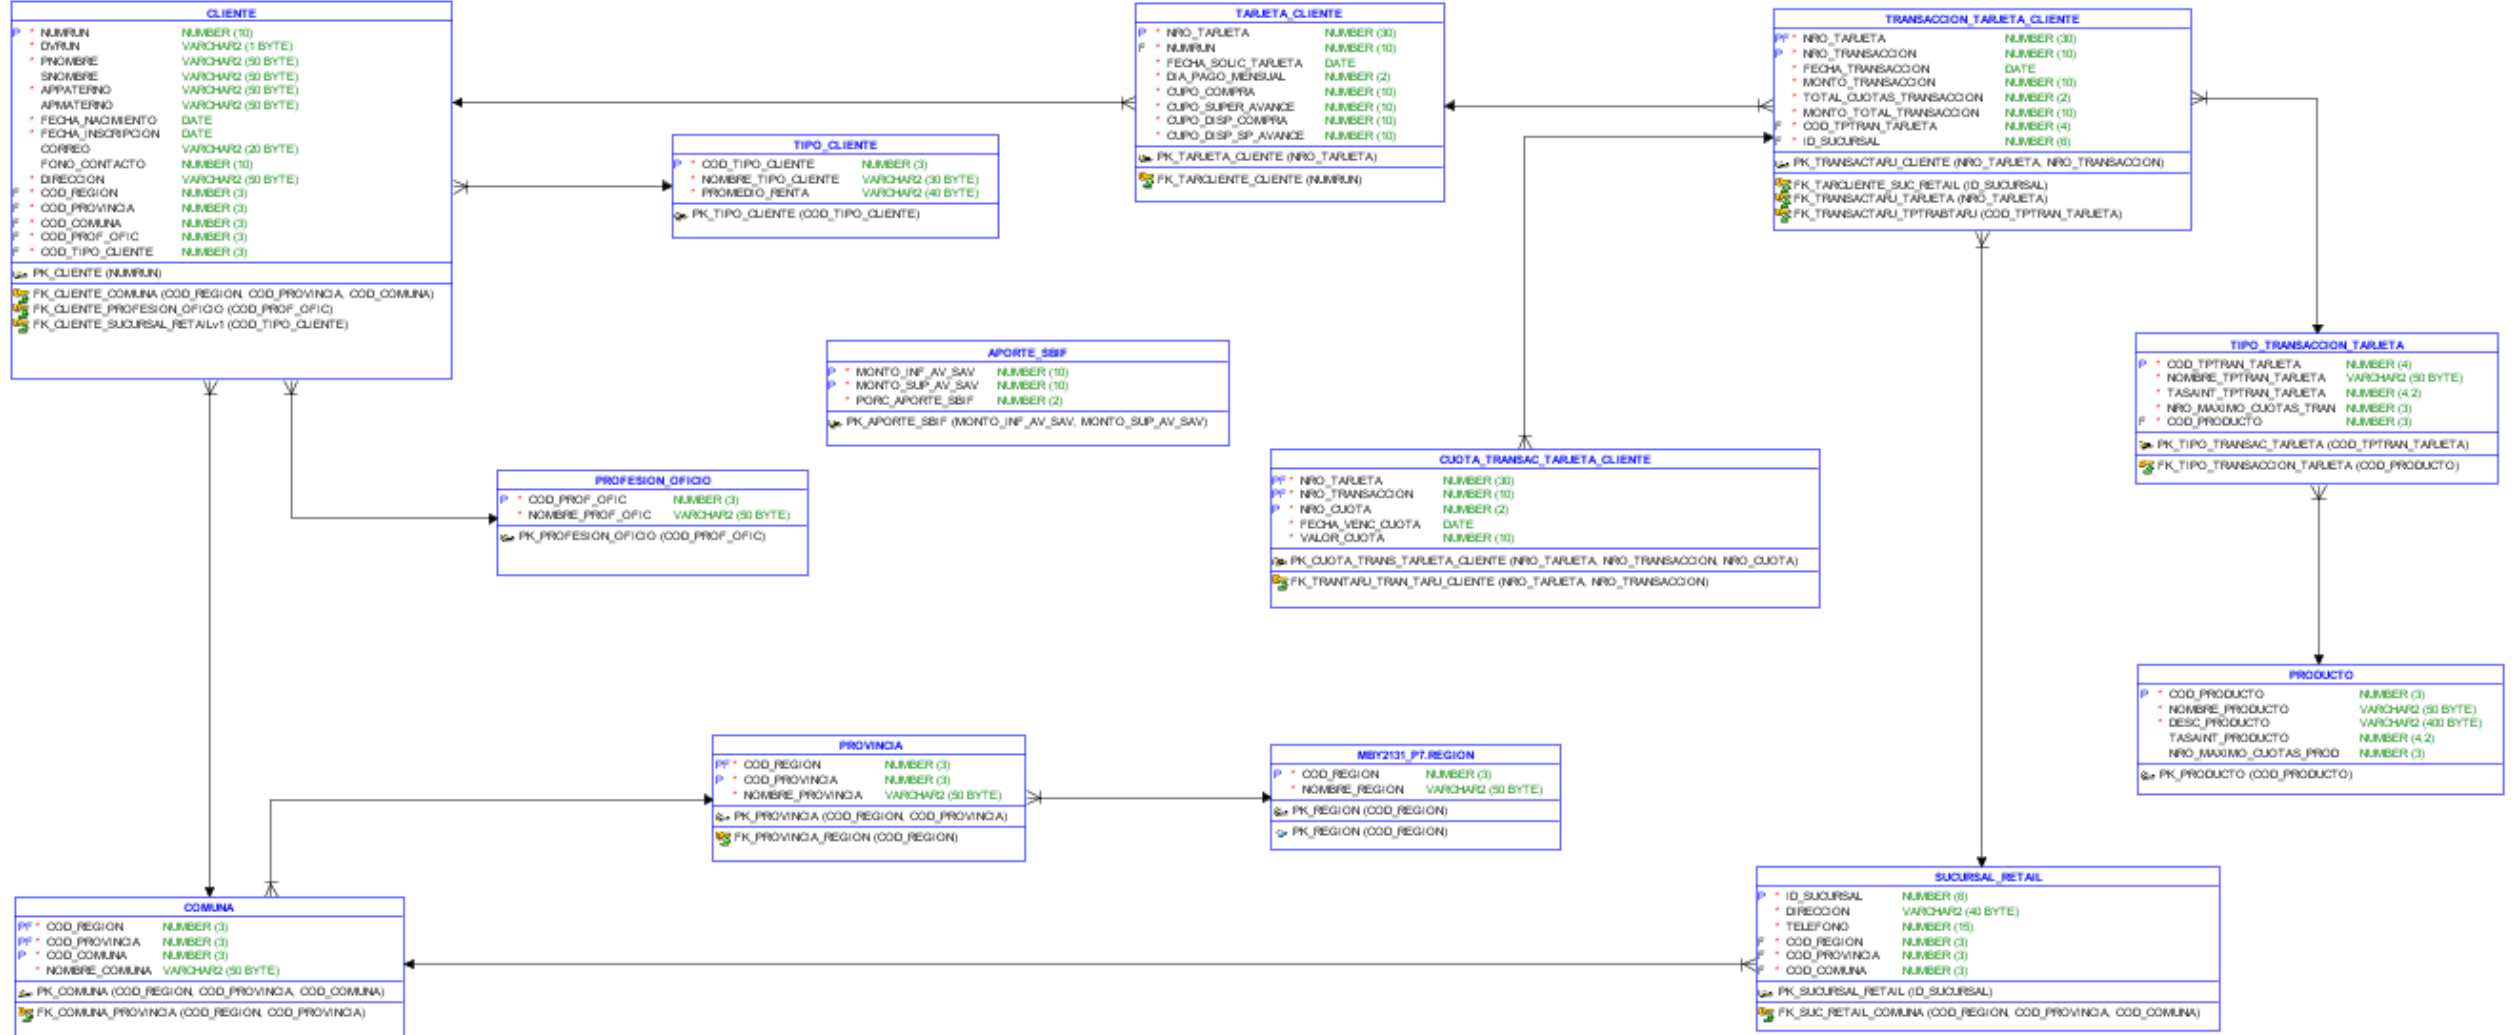 CLIENTE
P * NUMRUN NUMBER (10)
* DVRUN VARCHAR2 (1 BYTE)
* PNOMBRE VARCHAR2 (50 BYTE)
SNOMBRE VARCHAR2 (50 BYTE)
* APPATERNO VARCHAR2 (50 BYTE)
APMATERNO VARCHAR2 (50 BYTE)
* FECHA_NACIMIENTO DATE
* FECHA_INSCRIPCION DATE
CORREO VARCHAR2 (20 BYTE)
FONO_CONTACTO NUMBER (10)
* DIRECCION VARCHAR2 (50 BYTE)
F * COD_REGION NUMBER (3)
F * COD_PROVINCIA NUMBER (3)
F * COD_COMUNA NUMBER (3)
F * COD_PROF_OFIC NUMBER (3)
F * COD_TIPO_CLIENTE NUMBER (3)
PK_CLIENTE (NUMRUN)
FK_CLIENTE_COMUNA (COD_REGION, COD_PROVINCIA, COD_COMUNA)
FK_CLIENTE_PROFESION_OFICIO (COD_PROF_OFIC)
FK_CLIENTE_SUCURSAL_RETAILv1 (COD_TIPO_CLIENTE)
TIPO_CLIENTE
P * COD_TIPO_CLIENTE NUMBER (3)
* NOMBRE_TIPO_CLIENTE VARCHAR2 (30 BYTE)
* PROMEDIO_RENTA VARCHAR2 (40 BYTE)
PK_TIPO_CLIENTE (COD_TIPO_CLIENTE)
TARJETA_CLIENTE
P * NRO_TARJETA NUMBER (30)
F * NUMRUN NUMBER (10)
* FECHA_SOLIC_TARJETA DATE
* DIA_PAGO_MENSUAL NUMBER (2)
* CUPO_COMPRA NUMBER (10)
* CUPO_SUPER_AVANCE NUMBER (10)
* CUPO_DISP_COMPRA NUMBER (10)
* CUPO_DISP_SP_AVANCE NUMBER (10)
PK_TARJETA_CLIENTE (NRO_TARJETA)
FK_TARCLIENTE_CLIENTE (NUMRUN)
TRANSACCION_TARJETA_CLIENTE
PF * NRO_TARJETA NUMBER (30)
P * NRO_TRANSACCION NUMBER (10)
* FECHA_TRANSACCION DATE
* MONTO_TRANSACCION NUMBER (10)
* TOTAL_CUOTAS_TRANSACCION NUMBER (2)
* MONTO_TOTAL_TRANSACCION NUMBER (10)
F * COD_TPTRAN_TARJETA NUMBER (4)
F * ID_SUCURSAL NUMBER (6)
PK_TRANSACTARJ_CLIENTE (NRO_TARJETA, NRO_TRANSACCION)
FK_TARCLIENTE_SUC_RETAIL (ID_SUCURSAL)
FK_TRANSACTARJ_TARJETA (NRO_TARJETA)
FK_TRANSACTARJ_TPTRABTARJ (COD_TPTRAN_TARJETA)
APORTE_SBIF
P * MONTO_INF_AV_SAV NUMBER (10)
P * MONTO_SUP_AV_SAV NUMBER (10)
* PORC_APORTE_SBIF NUMBER (2)
PK_APORTE_SBIF (MONTO_INF_AV_SAV, MONTO_SUP_AV_SAV)
TIPO_TRANSACCION_TARJETA
P * COD_TPTRAN_TARJETA NUMBER (4)
* NOMBRE_TPTRAN_TARJETA VARCHAR2 (50 BYTE)
* TASAINT_TPTRAN_TARJETA NUMBER (4,2)
* NRO_MAXIMO_CUOTAS_TRAN NUMBER (3)
F * COD_PRODUCTO NUMBER (3)
PK_TIPO_TRANSAC_TARJETA (COD_TPTRAN_TARJETA)
FK_TIPO_TRANSACCION_TARJETA (COD_PRODUCTO)
PROFESION_OFICIO
P * COD_PROF_OFIC NUMBER (3)
* NOMBRE_PROF_OFIC VARCHAR2 (50 BYTE)
PK_PROFESION_OFICIO (COD_PROF_OFIC)
CUOTA_TRANSAC_TARJETA_CLIENTE
PF * NRO_TARJETA NUMBER (30)
PF * NRO_TRANSACCION NUMBER (10)
P * NRO_CUOTA NUMBER (2)
* FECHA_VENC_CUOTA DATE
* VALOR_CUOTA NUMBER (10)
PK_CUOTA_TRANS_TARJETA_CLIENTE (NRO_TARJETA, NRO_TRANSACCION, NRO_CUOTA)
FK_TRANTARJ_TRAN_TARJ_CLIENTE (NRO_TARJETA, NRO_TRANSACCION)
PRODUCTO
P * COD_PRODUCTO NUMBER (3)
* NOMBRE_PRODUCTO VARCHAR2 (50 BYTE)
* DESC_PRODUCTO VARCHAR2 (400 BYTE)
TASAINT_PRODUCTO NUMBER (4,2)
NRO_MAXIMO_CUOTAS_PROD NUMBER (3)
PK_PRODUCTO (COD_PRODUCTO)
PROVINCIA
PF * COD_REGION NUMBER (3)
P * COD_PROVINCIA NUMBER (3)
* NOMBRE_PROVINCIA VARCHAR2 (50 BYTE)
PK_PROVINCIA (COD_REGION, COD_PROVINCIA)
FK_PROVINCIA_REGION (COD_REGION)
MBY2131_P7.REGION
P * COD_REGION NUMBER (3)
* NOMBRE_REGION VARCHAR2 (50 BYTE)
PK_REGION (COD_REGION)
PK_REGION (COD_REGION)
COMUNA
PF * COD_REGION NUMBER (3)
PF * COD_PROVINCIA NUMBER (3)
P * COD_COMUNA NUMBER (3)
* NOMBRE_COMUNA VARCHAR2 (50 BYTE)
PK_COMUNA (COD_REGION, COD_PROVINCIA, COD_COMUNA)
FK_COMUNA_PROVINCIA (COD_REGION, COD_PROVINCIA)
SUCURSAL_RETAIL
P * ID_SUCURSAL NUMBER (6)
* DIRECCION VARCHAR2 (40 BYTE)
* TELEFONO NUMBER (15)
F * COD_REGION NUMBER (3)
F * COD_PROVINCIA NUMBER (3)
F * COD_COMUNA NUMBER (3)
PK_SUCURSAL_RETAIL (ID_SUCURSAL)
FK_SUC_RETAIL_COMUNA (COD_REGION, COD_PROVINCIA, COD_COMUNA)